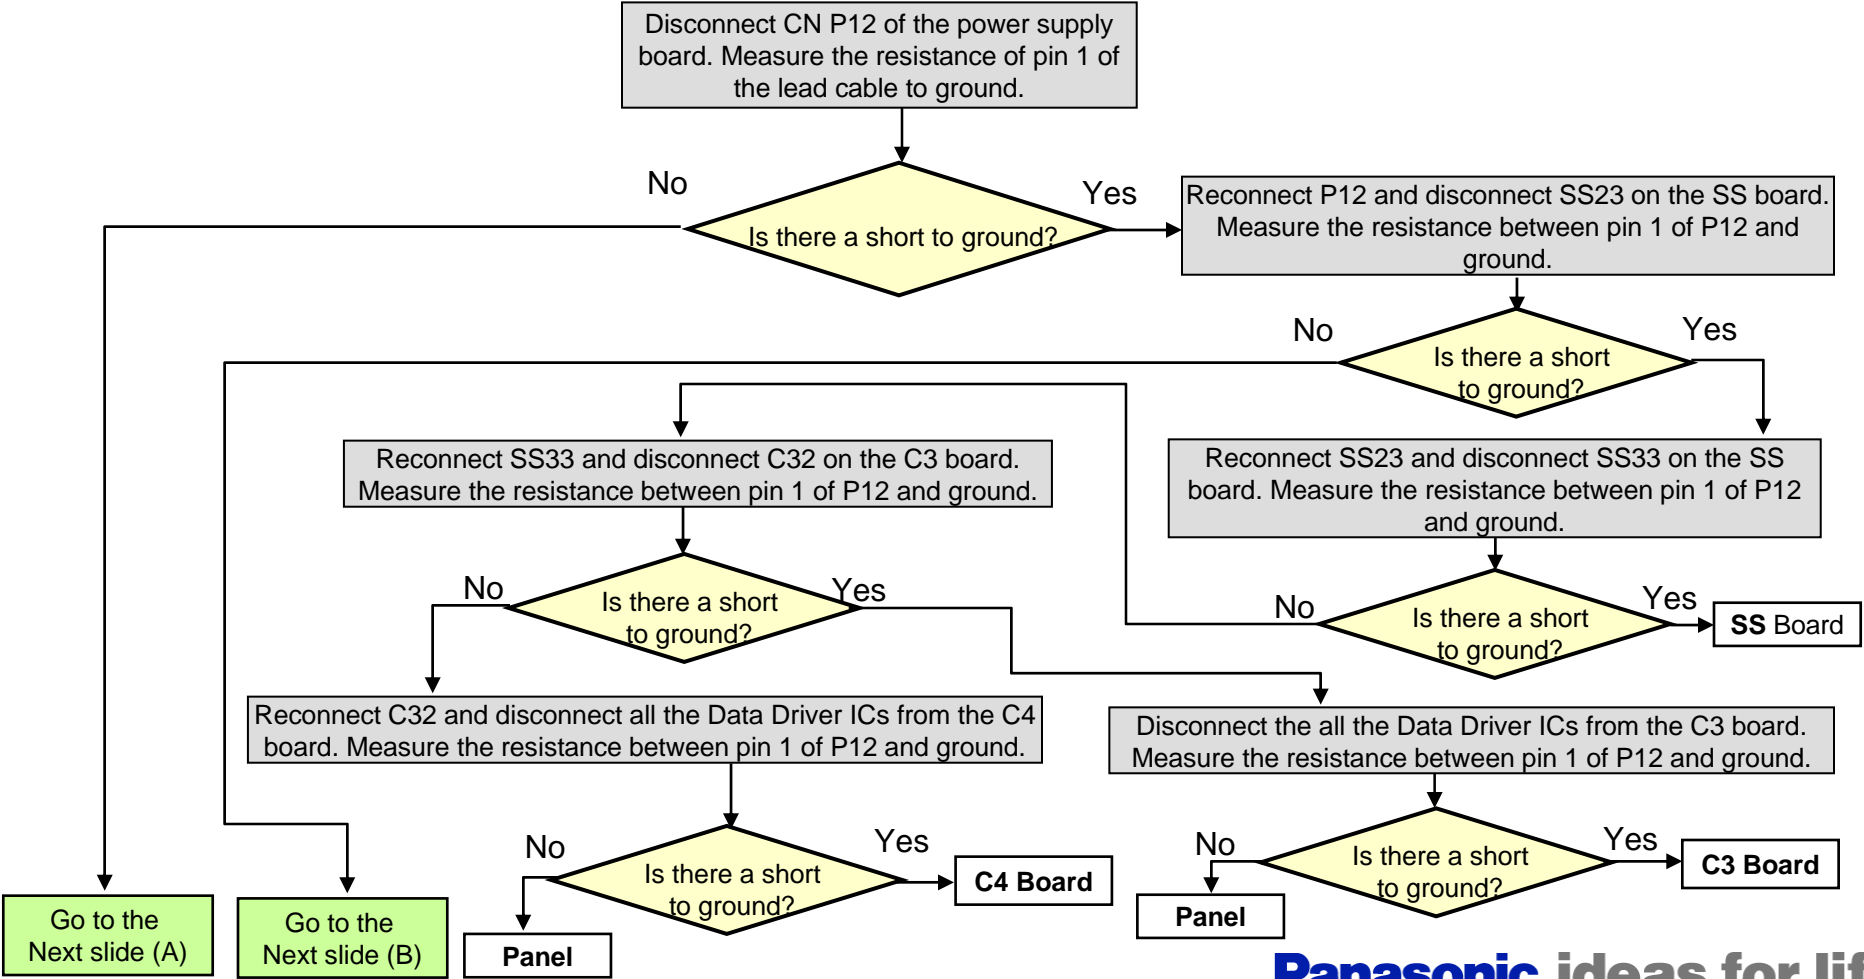 Disconnect CN P12 of the power supply
board. Measure the resistance of pin 1 of
the lead cable to ground.
No
Yes
Is there a short to ground?
Reconnect P12 and disconnect SS23 on the SS board.
Measure the resistance between pin 1 of P12 and
ground.
No
Yes
Is there a short
to ground?
Reconnect SS33 and disconnect C32 on the C3 board.
Measure the resistance between pin 1 of P12 and ground.
Reconnect SS23 and disconnect SS33 on the SS
board. Measure the resistance between pin 1 of P12
and ground.
No
Yes
Is there a short
to ground?
No
Yes
Is there a short
to ground?
SS Board
Reconnect C32 and disconnect all the Data Driver ICs from the C4
board. Measure the resistance between pin 1 of P12 and ground.
Disconnect the all the Data Driver ICs from the C3 board.
Measure the resistance between pin 1 of P12 and ground.
No
Yes
Is there a short
to ground?
C4 Board
No
Yes
Is there a short
to ground?
C3 Board
Go to the
Next slide (A)
Go to the
Next slide (B)
Panel
Panel
Panasonic ideas for lif